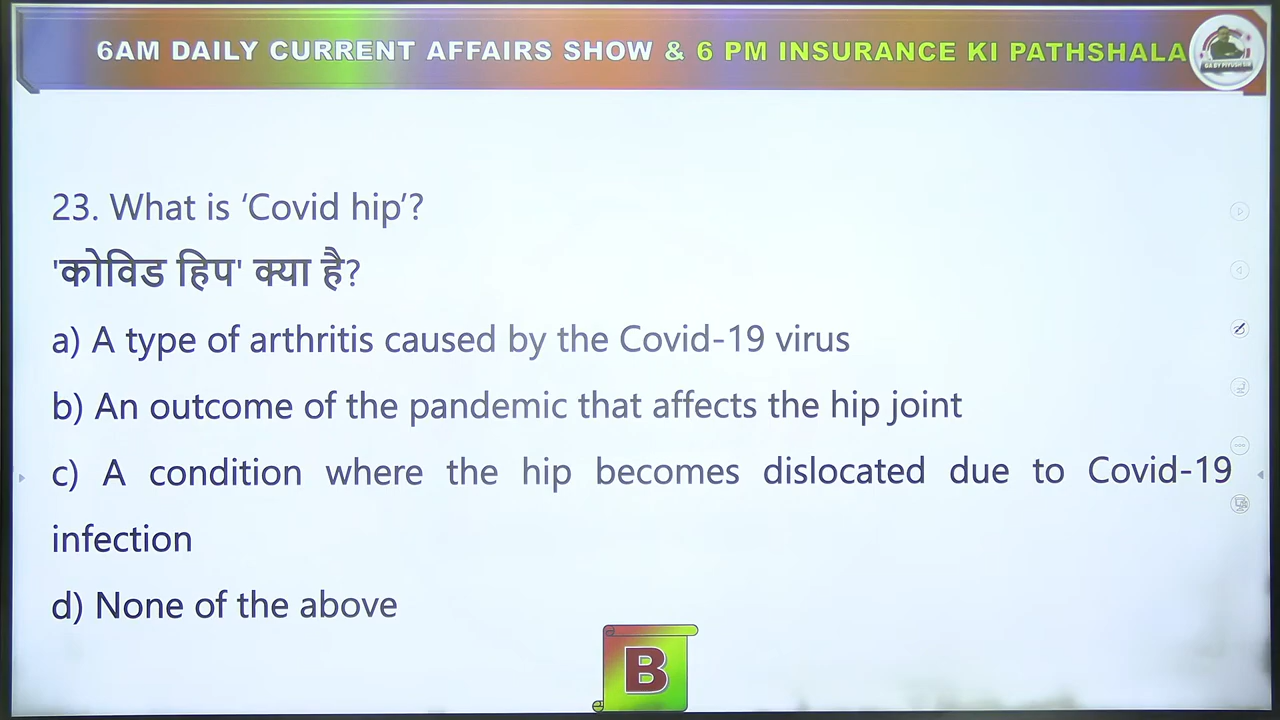 6AM DAILY CURRENT AFFAIRS SHOW & 6 PM INSURANCE KI PATHSHALA
23. What is ‘Covid hip’?
'कोविड हिप' क्या है?
a) A type of arthritis caused by the Covid-19 virus
b) An outcome of the pandemic that affects the hip joint
c) A condition where the hip becomes dislocated due to Covid-19
infection
d) None of the above
B